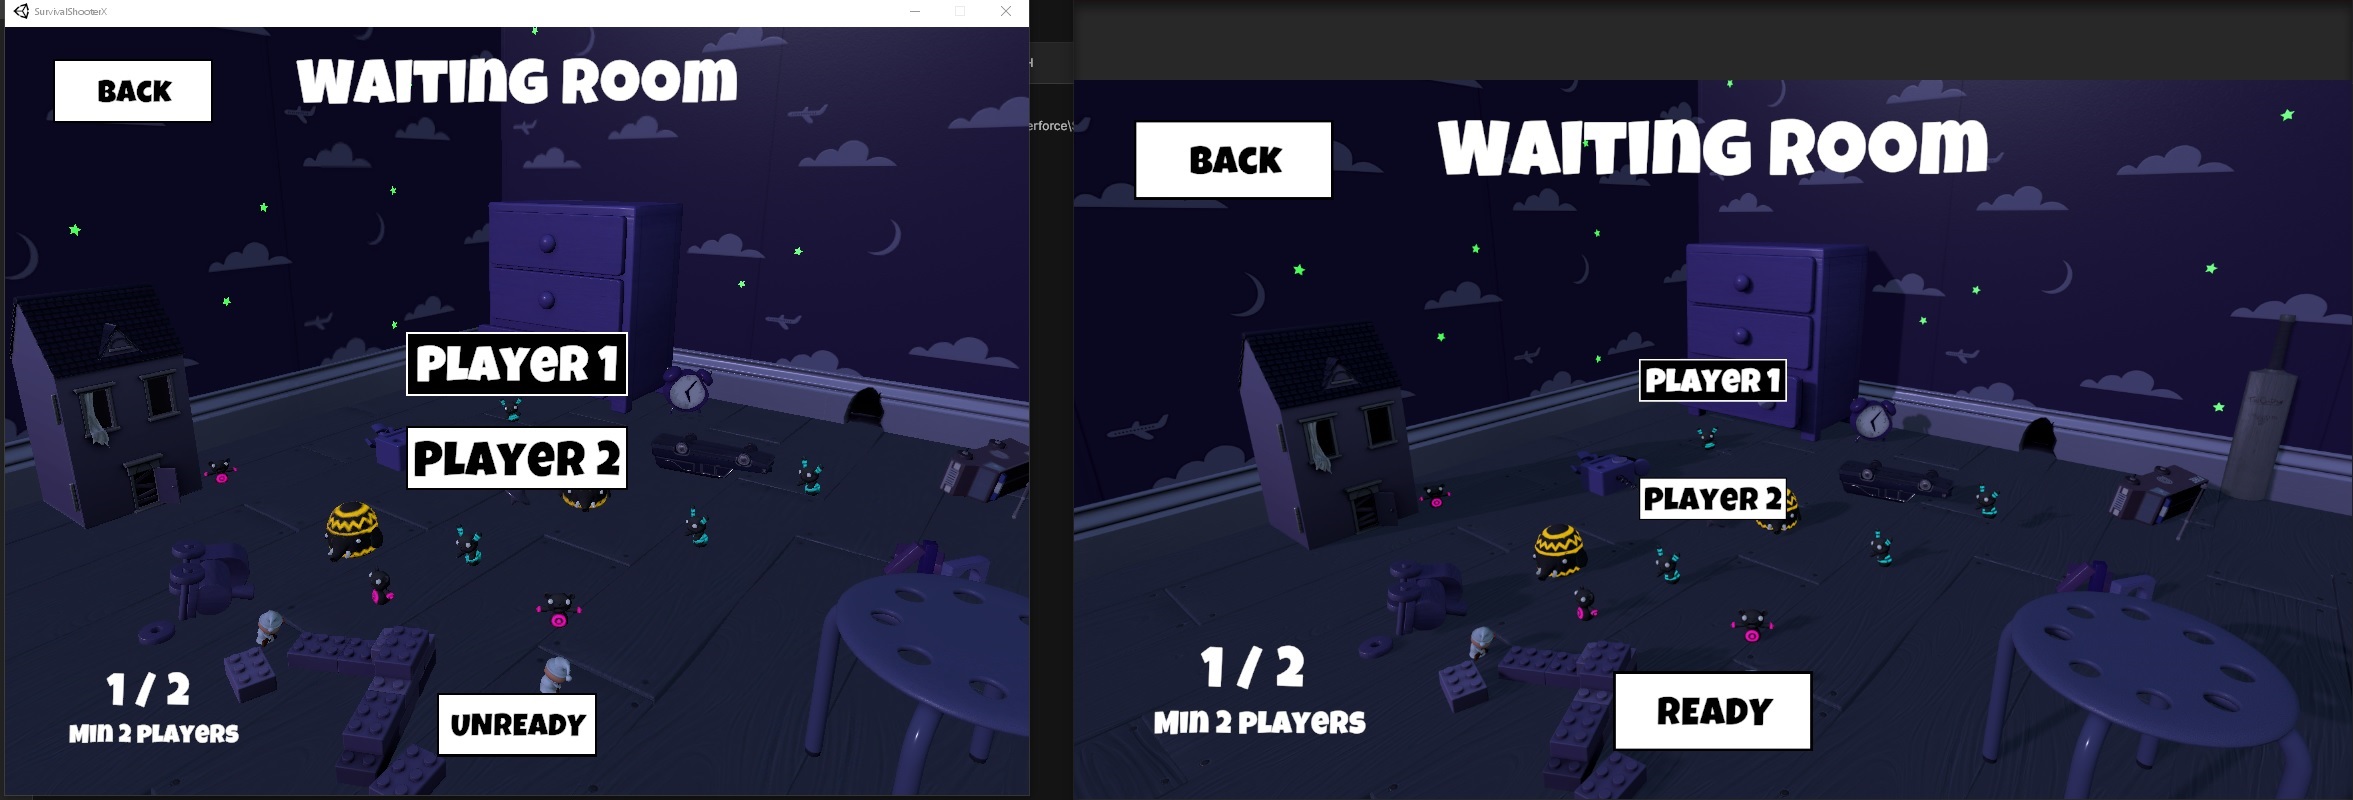 SurvivalShooterX
BACK
WAITING ROOM
PLAYER 1
PLAYER 2
1 / 2
MIN 2 PLAYERS
UNREADY
H
erforce\
BACK
WAITING ROOM
PLAYER 1
PLAYER 2
1 / 2
MIN 2 PLAYERS
READY